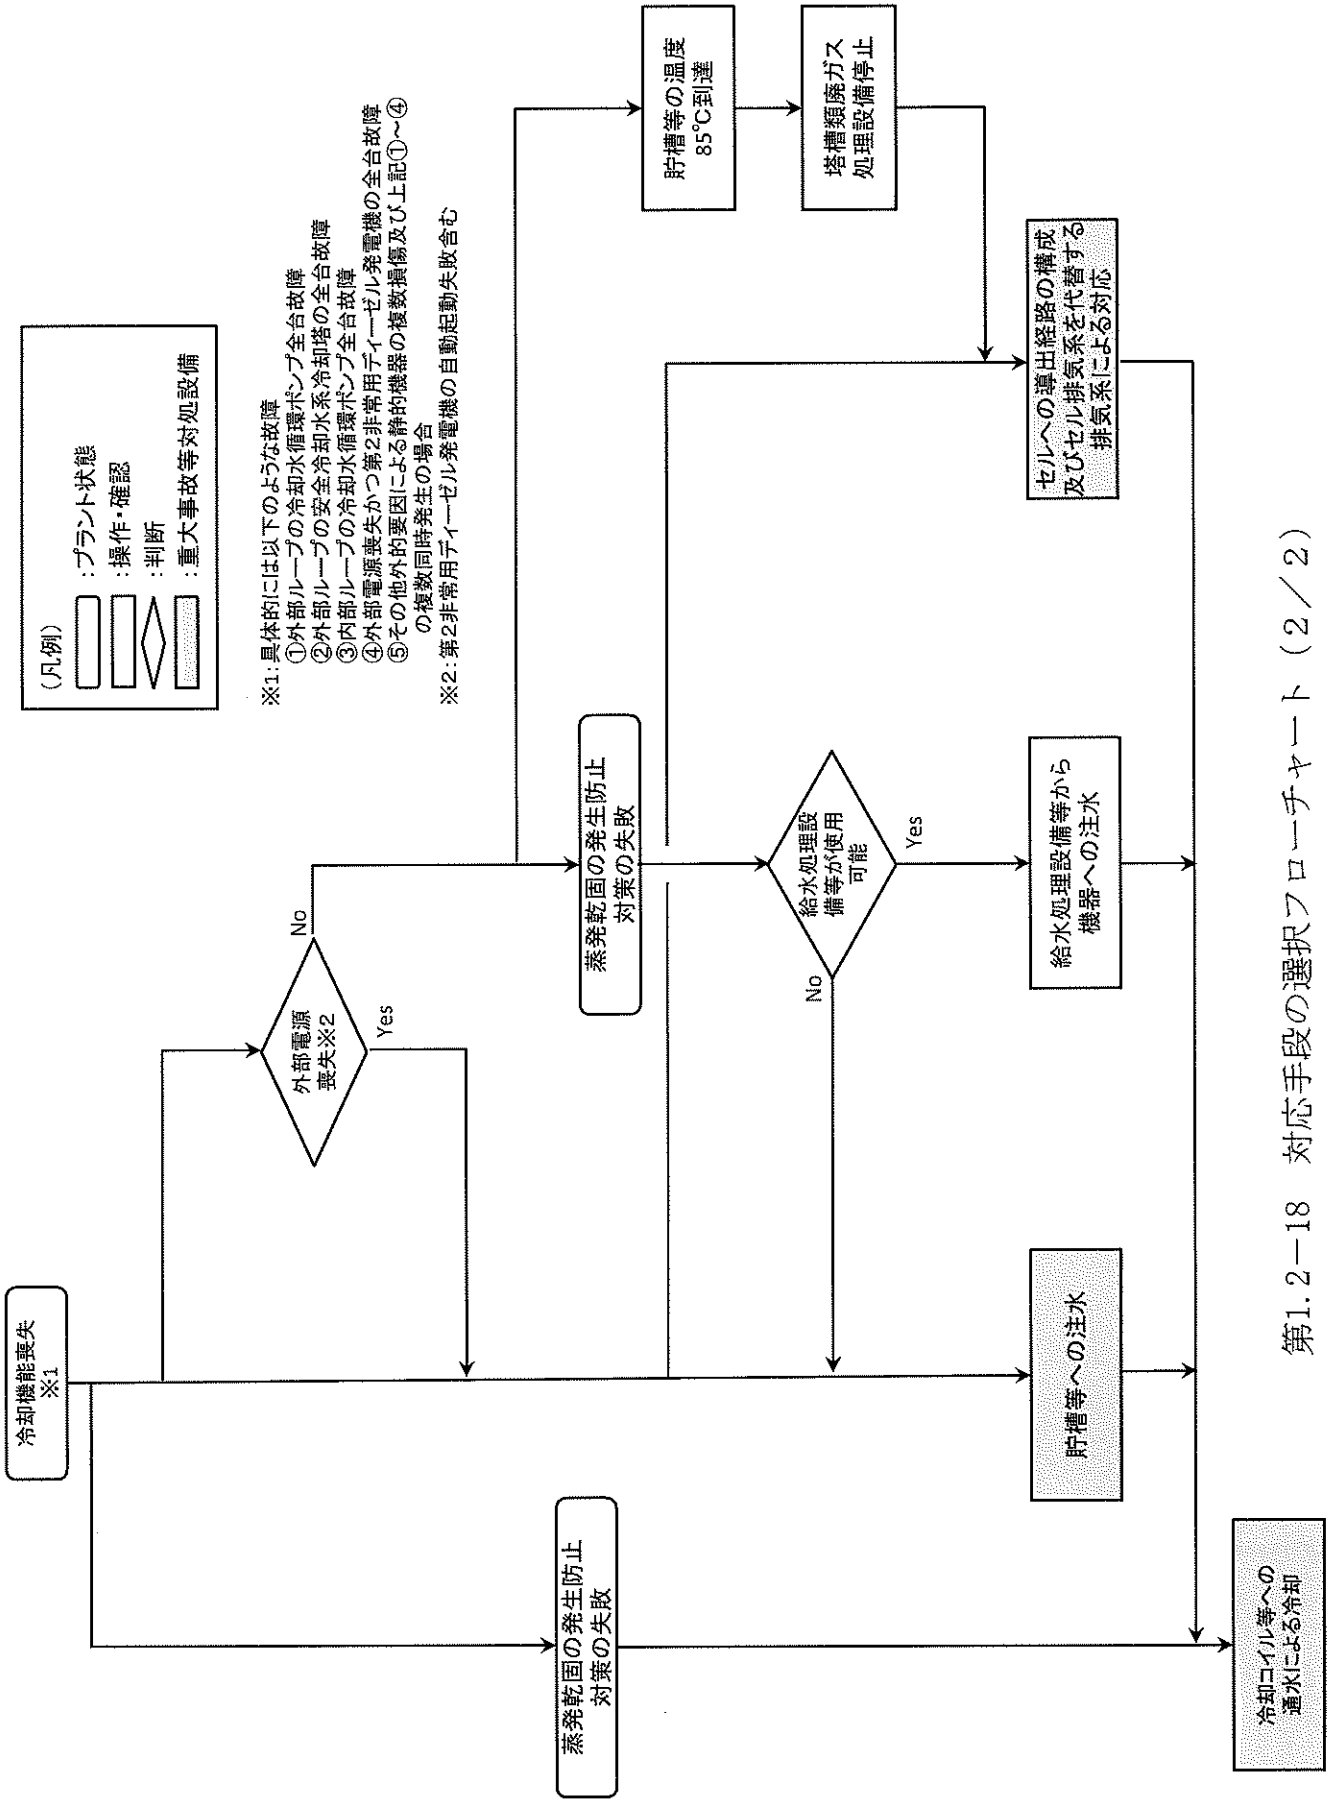 (凡例)
:プラント状態
:操作・確認
:判断
:重大事故等対処設備
※1:具体的には以下のような故障
①外部ループの冷却水循環ポンプ全台故障
②外部ループの安全冷却水系冷却塔の全台故障
③内部ループの冷却水循環ポンプ全台故障
④外部電源喪失かつ第2非常用ディーゼル発電機の全台故障
⑤その他外的要因による静的機器の複数損傷及び上記①~④
の複数同時発生の場合
※2:第2非常用ディーゼル発電機の自動起動失敗含む
冷却機能喪失
※1
外部電源
喪失※2
No
Yes
貯槽等の温度
85℃到達
塔槽類廃ガス
処理設備停止
蒸発乾固の発生防止
対策の失敗
蒸発乾固の発生防止
対策の失敗
給水処理設
備等が使用
可能
No
Yes
貯槽等への注水
給水処理設備等から
機器への注水
セルへの導出経路の構成
及びセル排気系を代替する
排気系による対応
冷却コイル等への
通水による冷却
第1.2-18 対応手段の選択フローチャート(2/2)